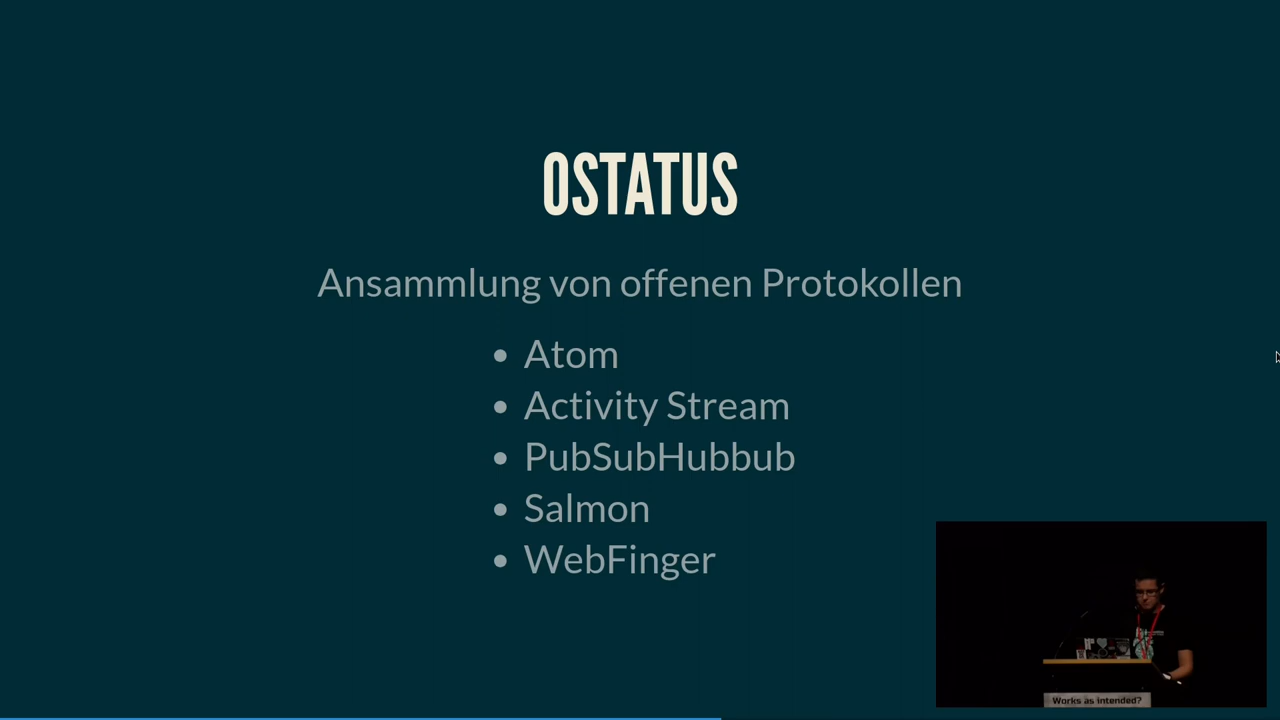 OSTATUS
Ansammlung von offenen Protokollen
Atom
Activity Stream
PubSubHubbub
Salmon
WebFinger
Works as intended?